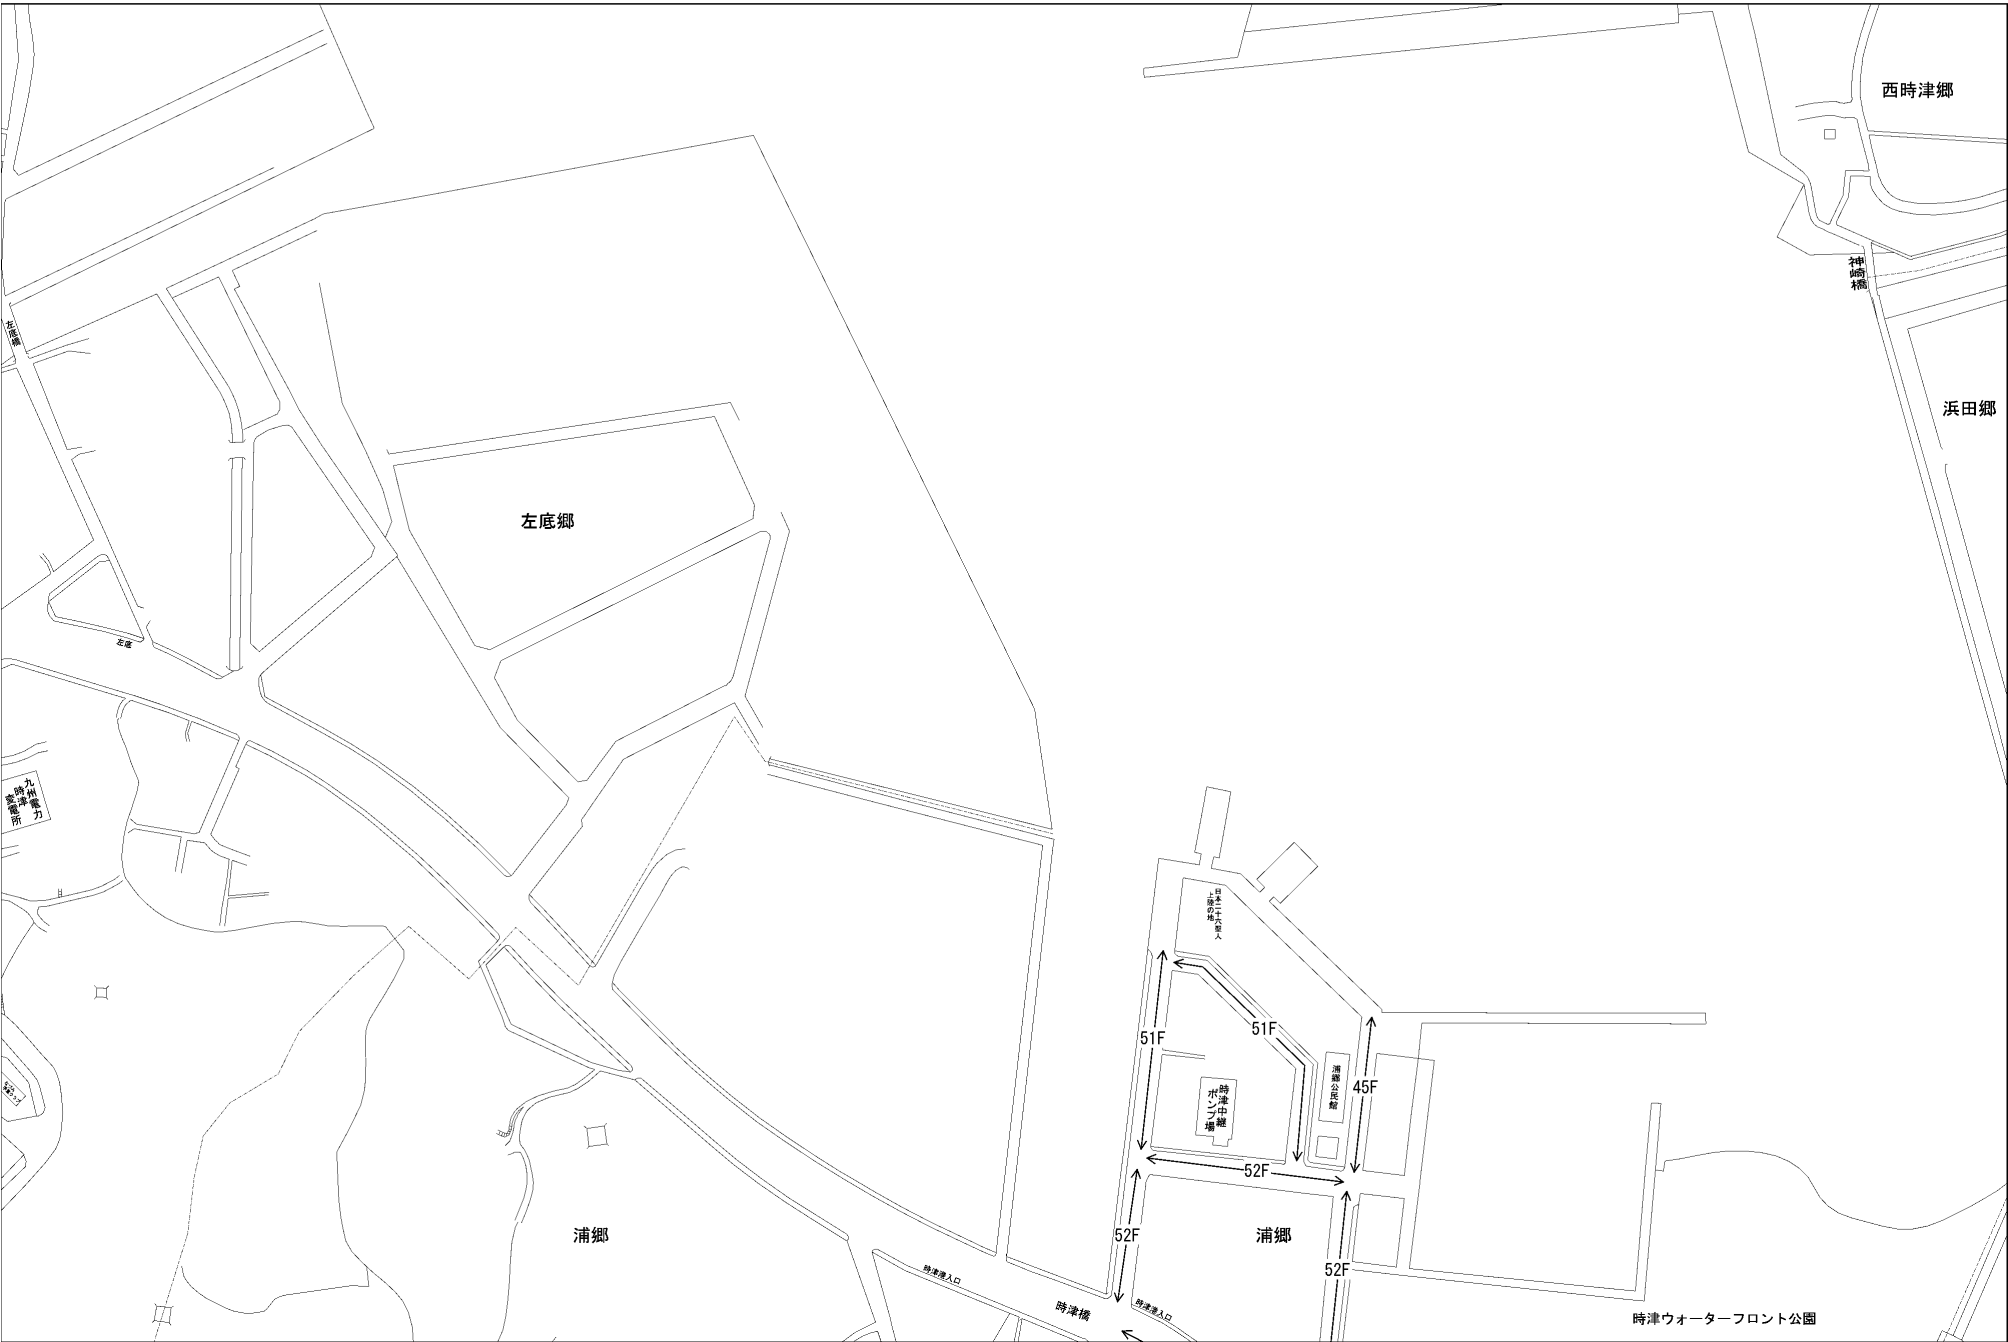 西時津郷
神崎橋
左底橋
浜田郷
左底郷
左底
九州電力
時津
変電所
日本二十六聖人
上陸の地
51F
51F
浦郷公民館
45F
時津中継
ポンプ場
52F
52F
浦郷
浦郷
52F
時津港入口
時津橋
時津港入口
時津ウォーターフロント公園